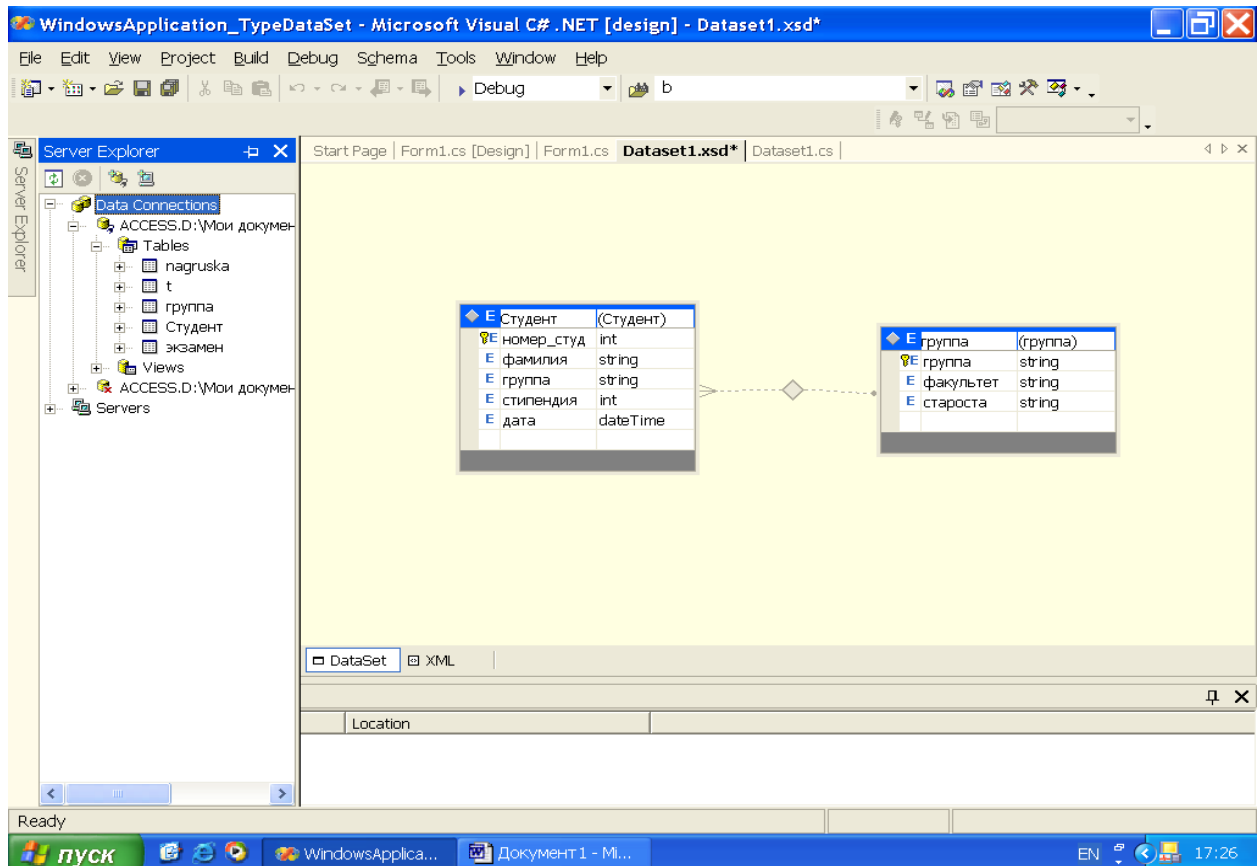 WindowsApplication_TypeDataSet - Microsoft Visual C# .NET [design] - Dataset1.xsd*
File Edit View Project Build Debug Schema Tools Window Help
Debug b
Server Explorer
Start Page Form1.cs [Design] Form1.cs Dataset1.xsd* Dataset1.cs
Server Explorer
Data Connections
ACCESS.D:\Мои докумен
Tables
nagruska
t
группа
Студент
экзамен
Views
ACCESS.D:\Мои докумен
Servers
E Студент (Студент)
E номер_студ int
E фамилия string
E группа string
E стипендия int
E дата dateTime
E группа (группа)
E группа string
E факультет string
E староста string
DataSet XML
Location
Ready
пуск WindowsApplica... Документ1 - Mi... EN 17:26